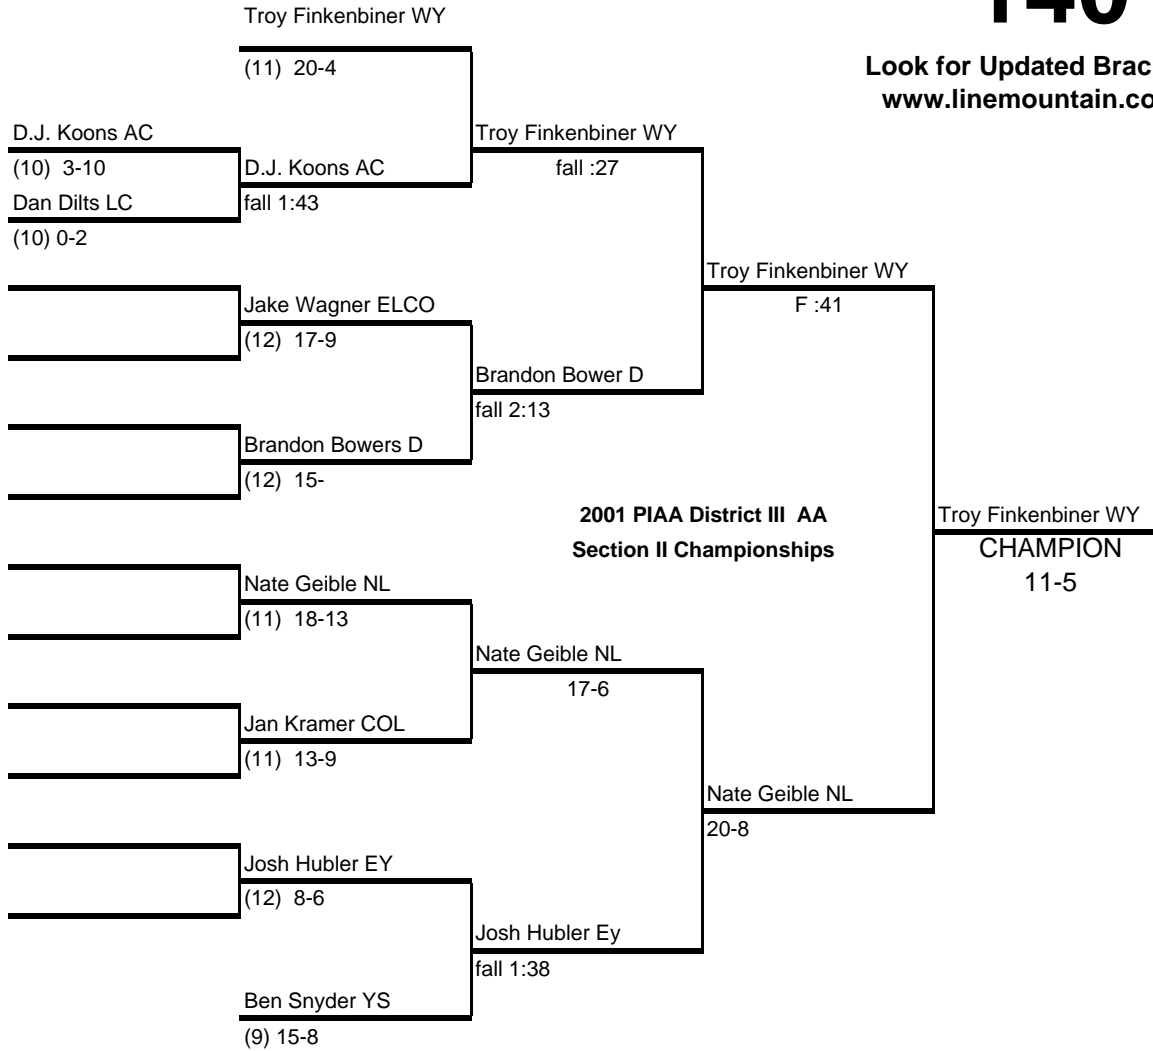 Troy Finkenbiner WY
(11) 20-4
Look for Updated
D.J. Koons AC
(10) 3-10
Dan Dilts LC
(10) 0-2
D.J. Koons AC
fall 1:43
Troy Finkenbiner WY
fall :27
Jake Wagner ELCO
(12) 17-9
Brandon Bowers D
(12) 15-
Brandon Bower D
fall 2:13
Troy Finkenbiner WY
F :41
2001 PIAA District III AA
Section II Championships
Nate Geible NL
(11) 18-13
Jan Kramer COL
(11) 13-9
Nate Geible NL
17-6
Josh Hubler EY
(12) 8-6
Ben Snyder YS
(9) 15-8
Josh Hubler Ey
fall 1:38
Nate Geible NL
20-8
Troy Finkenbiner WY
CHAMPION
11-5